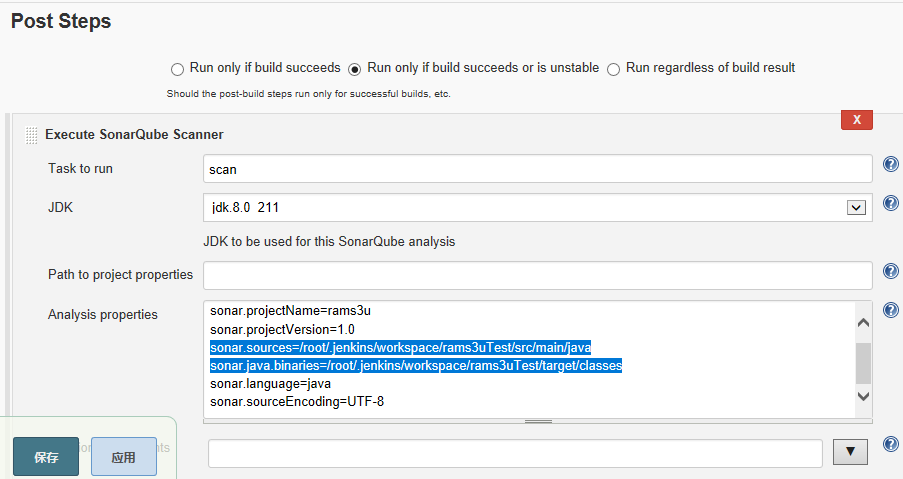 Post Steps
Run only if build succeeds Run only if build succeeds or is unstable Run regardless of build result
Should the post-build steps run only for successful builds, etc.
X
Execute SonarQube Scanner
Task to run scan
JDK jdk.8.0 211
JDK to be used for this SonarQube analysis
Path to project properties
Analysis properties
sonar.projectName=rams3u
sonar.projectVersion=1.0
sonar.sources=/root/.jenkins/workspace/rams3uTest/src/main/java
sonar.java.binaries=/root/.jenkins/workspace/rams3uTest/target/classes
sonar.language=java
sonar.sourceEncoding=UTF-8
保存 应用